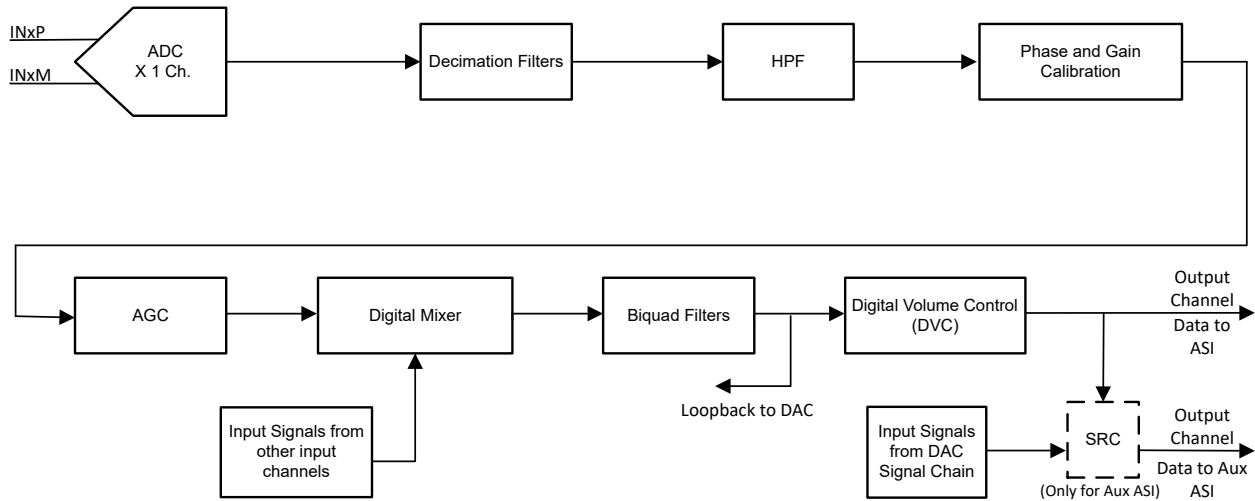 INxP
INxM
ADC
X 1 Ch.
Decimation Filters
HPF
Phase and Gain
Calibration
AGC
Digital Mixer
Biquad Filters
Digital Volume Control
(DVC)
Output
Channel
Data to
ASI
Loopback to DAC
Input Signals from
other input
channels
Input Signals
from DAC
Signal Chain
SRC
(Only for Aux ASI)
Output
Channel
Data to Aux
ASI